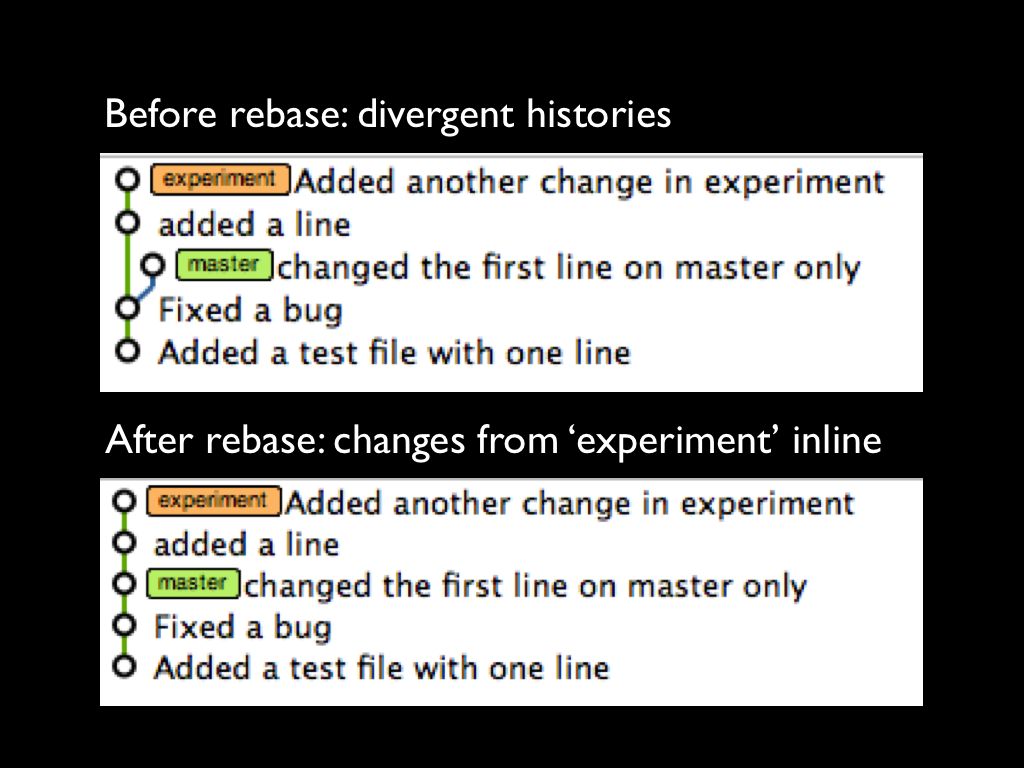 Before rebase: divergent histories
experiment Added another change in experiment
added a line
master changed the first line on master only
Fixed a bug
Added a test file with one line
After rebase: changes from ‘experiment’ inline
experiment Added another change in experiment
added a line
master changed the first line on master only
Fixed a bug
Added a test file with one line